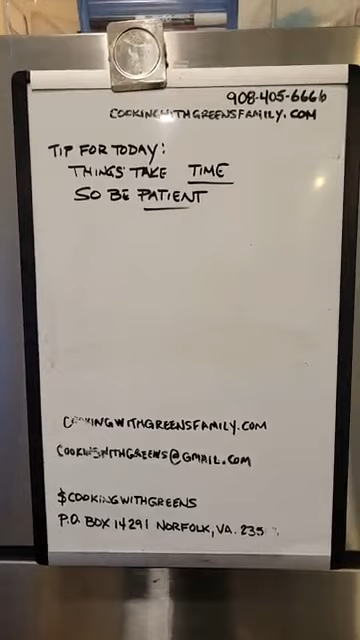 908-405-6666
COOKINGWITHGREENSFAMILY.COM
TIP FOR TODAY:
THINGS TAKE TIME
SO BE PATIENT
COOKINGWITHGREENSFAMILY.COM
COOKINGWITHGREENS@GMAIL.COM
$COOKINGWITHGREENS
P.O. BOX 14291 NORFOLK, VA.